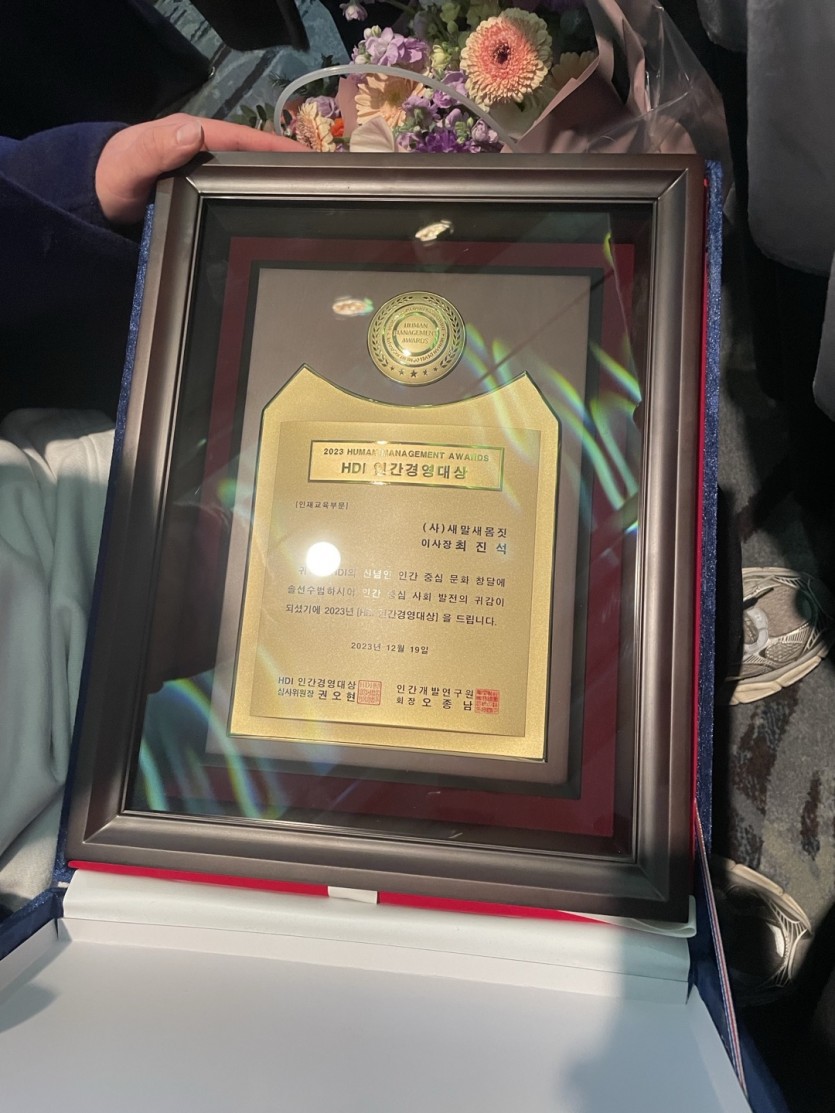 HUMAN
MANAGEMENT
AWARDS
2023 HUMAN MANAGEMENT AWARDS
HDI 인간경영대상
[인재교육부문]
(사)새말새몸짓
이사장 최 진 석
HDI의 신념인 인간 중심 문화 창달에
솔선수범하시어 인간 중심 사회 발전의 귀감이
되셨기에 2023년 [HDI 인간경영대상] 을 드립니다.
2023년 12월 19일
HDI 인간경영대상
심사위원장 권 오 현
인간개발연구원
회 장 오 종 남